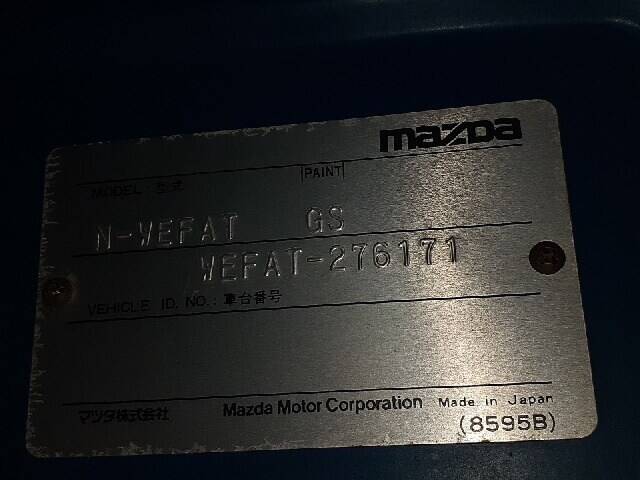 mazda
MODEL : 型式 PAINT
N-WEFAT GS
WEFAT-276171
VEHICLE ID. NO.: 車台番号
マツダ株式会社 Mazda Motor Corporation Made in Japan
(8595B)